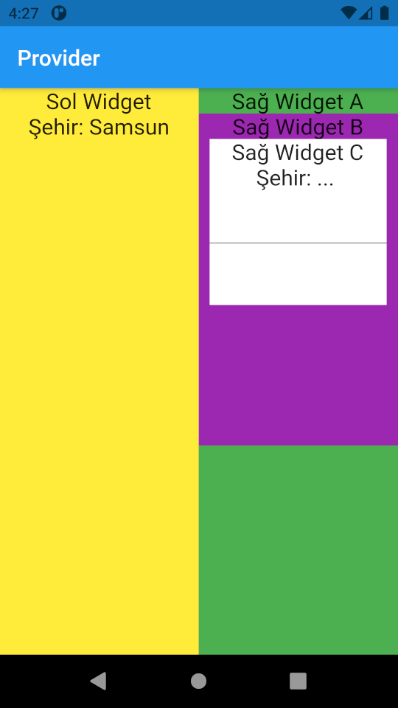 4:27
Provider
Sol Widget
Şehir: Samsun
Sağ Widget A
Sağ Widget B
Sağ Widget C
Şehir: ...